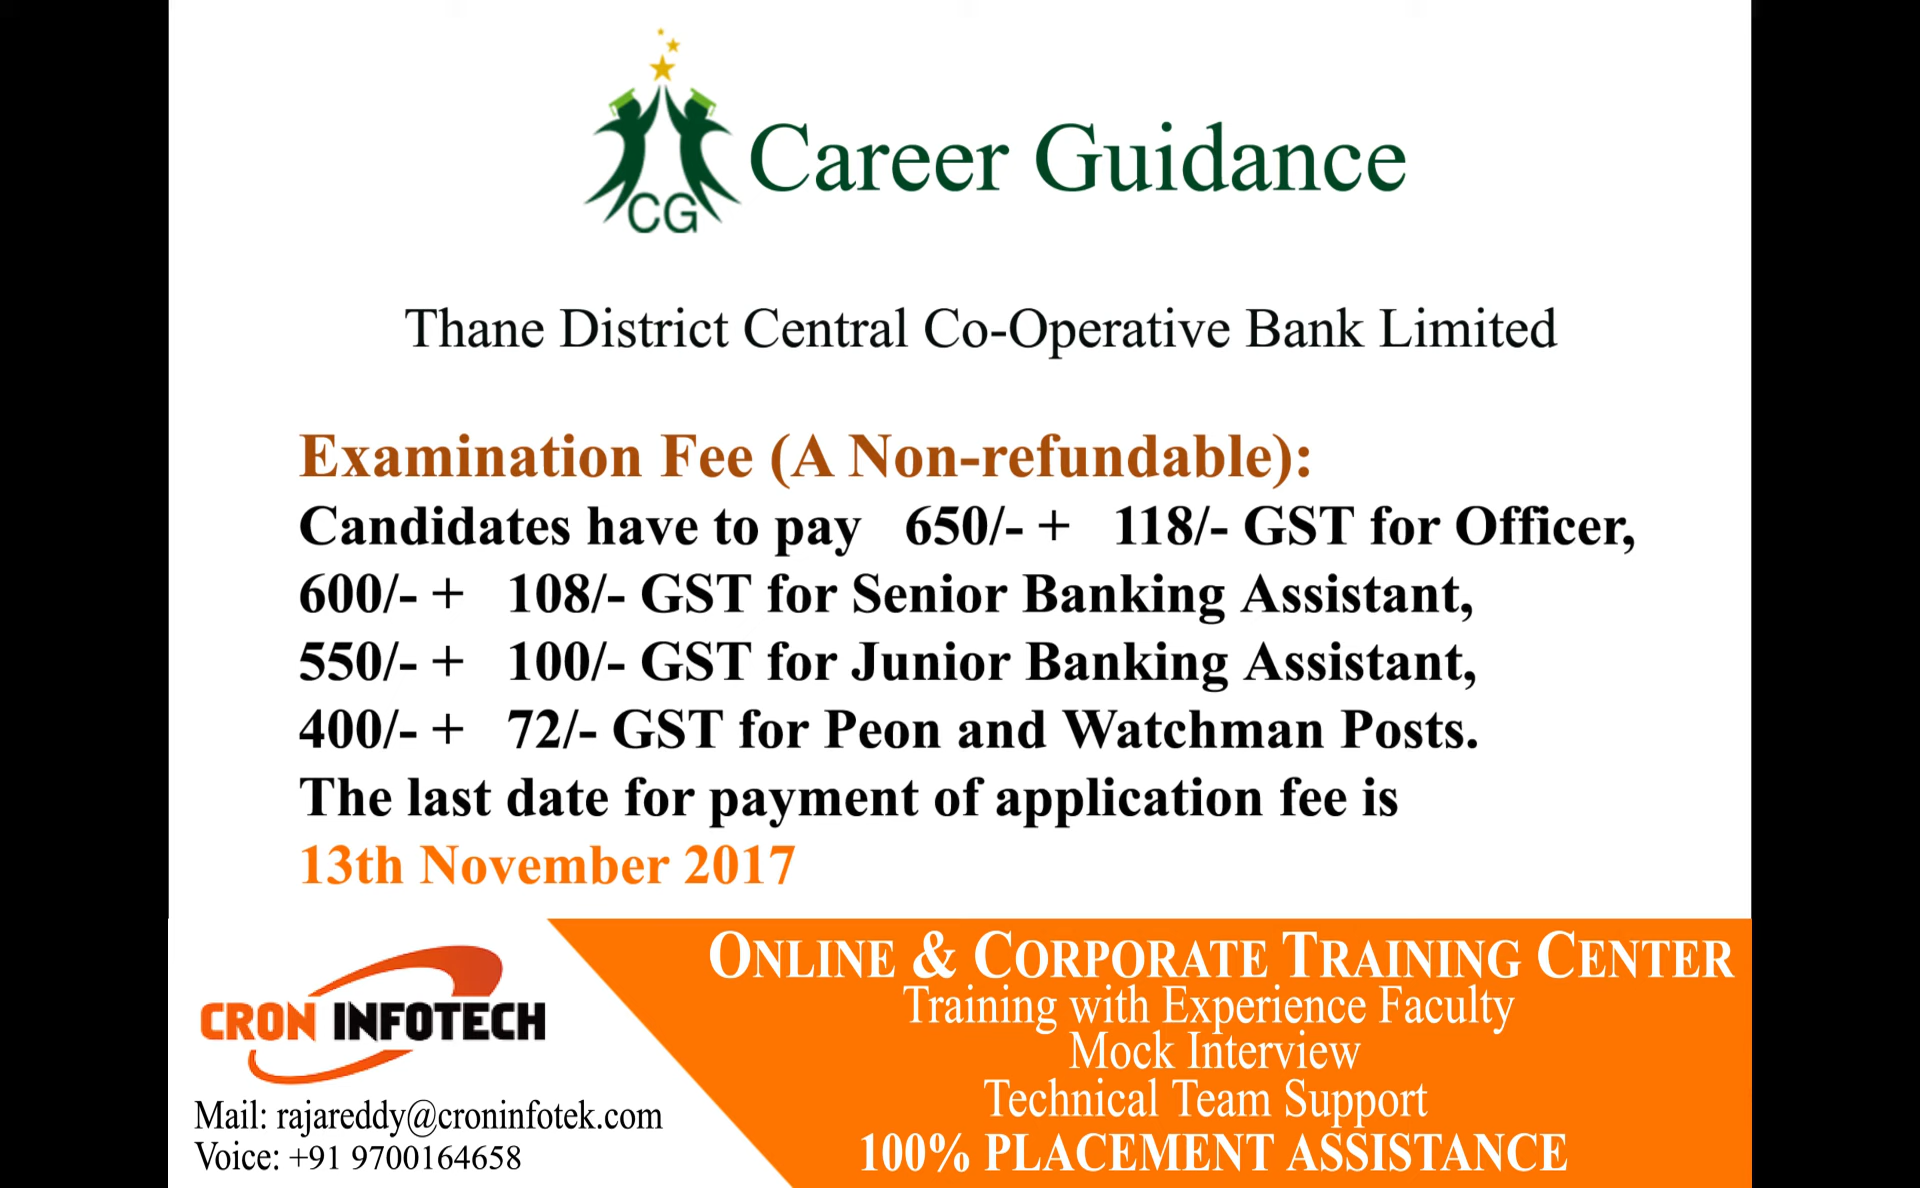 CG
Career Guidance
Thane District Central Co-Operative Bank Limited
Examination Fee (A Non-refundable):
Candidates have to pay 650/- + 118/- GST for Officer,
600/- + 108/- GST for Senior Banking Assistant,
550/- + 100/- GST for Junior Banking Assistant,
400/- + 72/- GST for Peon and Watchman Posts.
The last date for payment of application fee is
13th November 2017
CRON INFOTECH
Mail: rajareddy@croninfotek.com
Voice: +91 9700164658
ONLINE & CORPORATE TRAINING CENTER
Training with Experience Faculty
Mock Interview
Technical Team Support
100% PLACEMENT ASSISTANCE